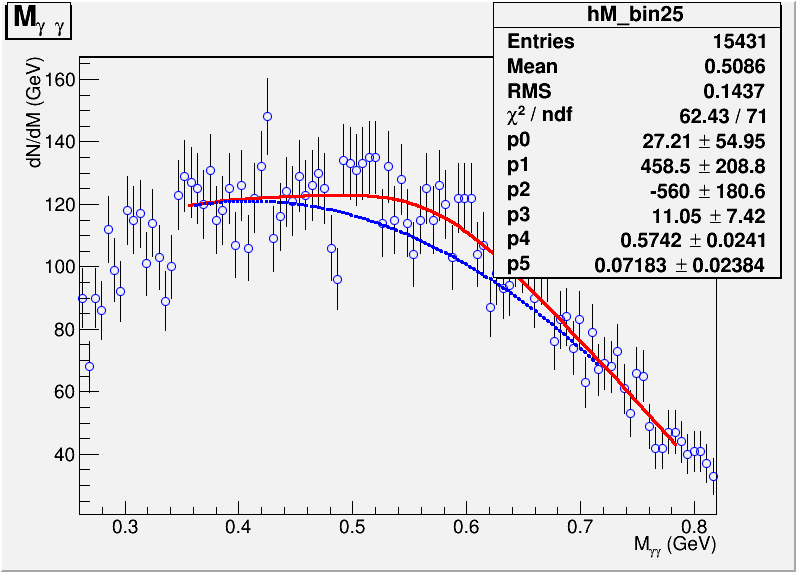 M γ γ
hM_bin25
Entries 15431
Mean 0.5086
RMS 0.1437
χ² / ndf 62.43 / 71
p0 27.21 ± 54.95
p1 458.5 ± 208.8
p2 -560 ± 180.6
p3 11.05 ± 7.42
p4 0.5742 ± 0.0241
p5 0.07183 ± 0.02384
dN/dM (GeV)
160
140
120
100
80
60
40
0.3 0.4 0.5 0.6 0.7 0.8
Mγγ (GeV)